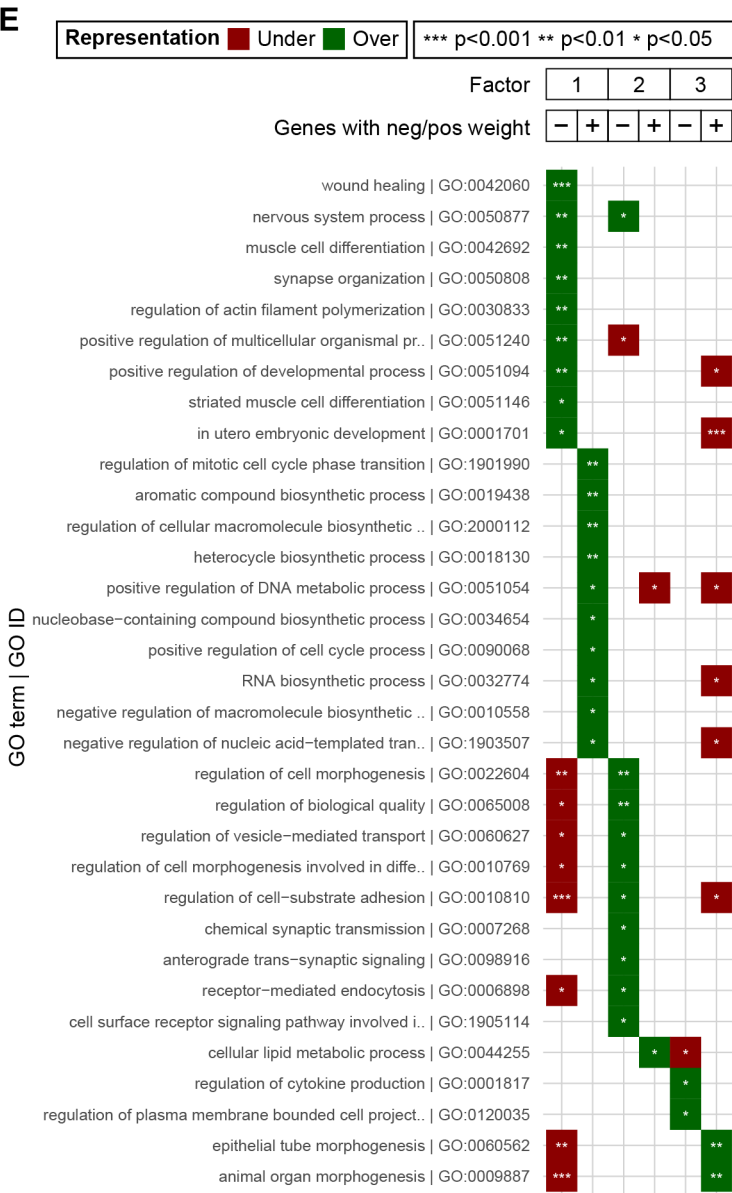 E
Representation Under Over *** p<0.001 ** p<0.01 * p<0.05
Factor 1 2 3
Genes with neg/pos weight − + − + − +
GO term | GO ID
wound healing | GO:0042060 ***
nervous system process | GO:0050877 ** *
muscle cell differentiation | GO:0042692 **
synapse organization | GO:0050808 **
regulation of actin filament polymerization | GO:0030833 **
positive regulation of multicellular organismal pr.. | GO:0051240 ** *
positive regulation of developmental process | GO:0051094 ** *
striated muscle cell differentiation | GO:0051146 *
in utero embryonic development | GO:0001701 * ***
regulation of mitotic cell cycle phase transition | GO:1901990 **
aromatic compound biosynthetic process | GO:0019438 **
regulation of cellular macromolecule biosynthetic .. | GO:2000112 **
heterocycle biosynthetic process | GO:0018130 **
positive regulation of DNA metabolic process | GO:0051054 * * *
nucleobase−containing compound biosynthetic process | GO:0034654 *
positive regulation of cell cycle process | GO:0090068 *
RNA biosynthetic process | GO:0032774 * *
negative regulation of macromolecule biosynthetic .. | GO:0010558 *
negative regulation of nucleic acid−templated tran.. | GO:1903507 * *
regulation of cell morphogenesis | GO:0022604 ** **
regulation of biological quality | GO:0065008 * **
regulation of vesicle−mediated transport | GO:0060627 * *
regulation of cell morphogenesis involved in diffe.. | GO:0010769 * *
regulation of cell−substrate adhesion | GO:0010810 *** * *
chemical synaptic transmission | GO:0007268 *
anterograde trans−synaptic signaling | GO:0098916 *
receptor−mediated endocytosis | GO:0006898 * *
cell surface receptor signaling pathway involved i.. | GO:1905114 *
cellular lipid metabolic process | GO:0044255 * *
regulation of cytokine production | GO:0001817 *
regulation of plasma membrane bounded cell project.. | GO:0120035 *
epithelial tube morphogenesis | GO:0060562 ** **
animal organ morphogenesis | GO:0009887 *** **